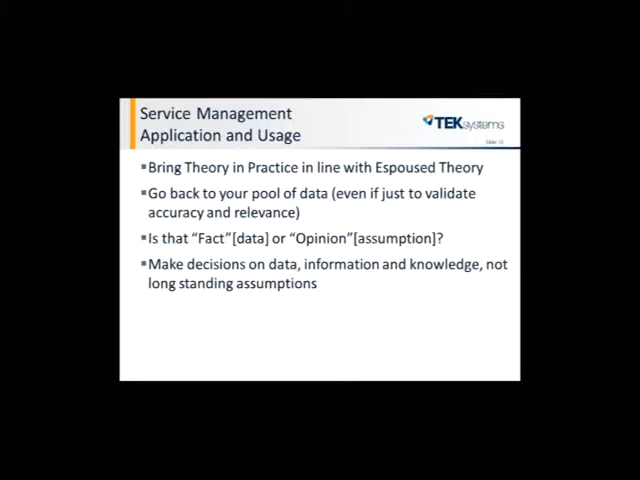 Service Management
Application and Usage
TEKsystems
▪Bring Theory in Practice in line with Espoused Theory
▪Go back to your pool of data (even if just to validate
accuracy and relevance)
▪Is that “Fact”[data] or “Opinion”[assumption]?
▪Make decisions on data, information and knowledge, not
long standing assumptions